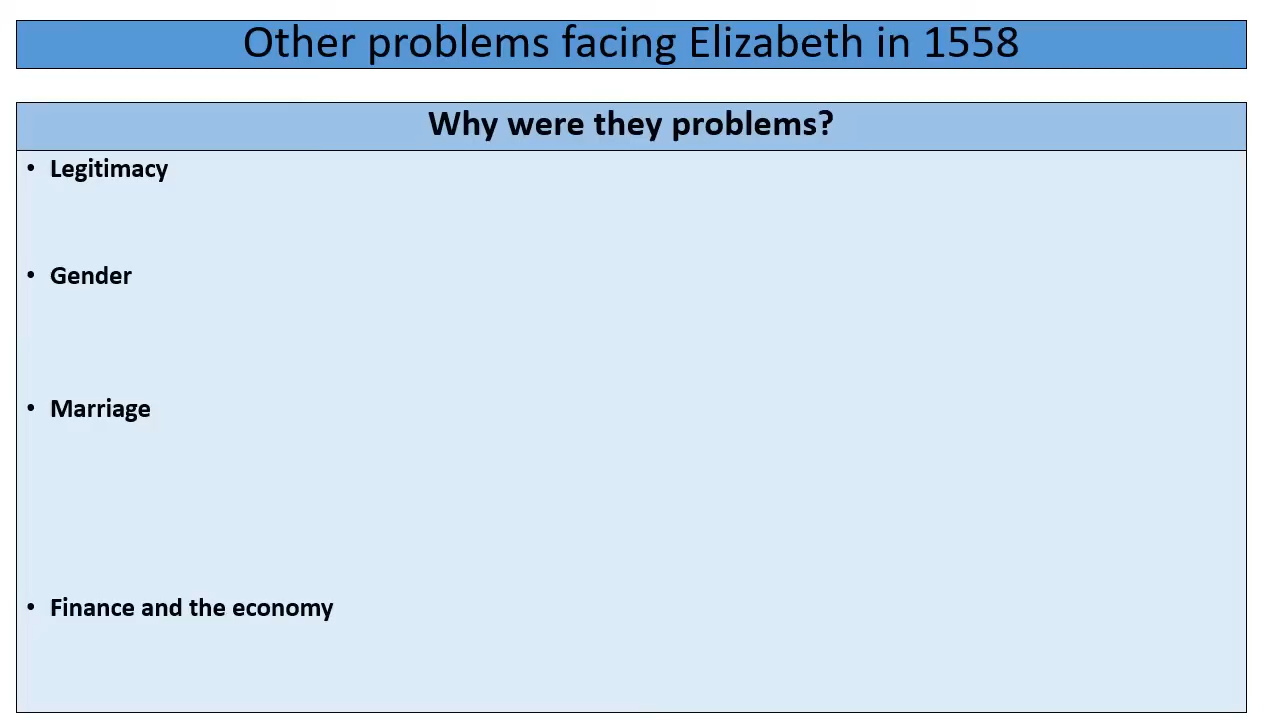 Other problems facing Elizabeth in 1558
Why were they problems?
• Legitimacy
• Gender
• Marriage
• Finance and the economy